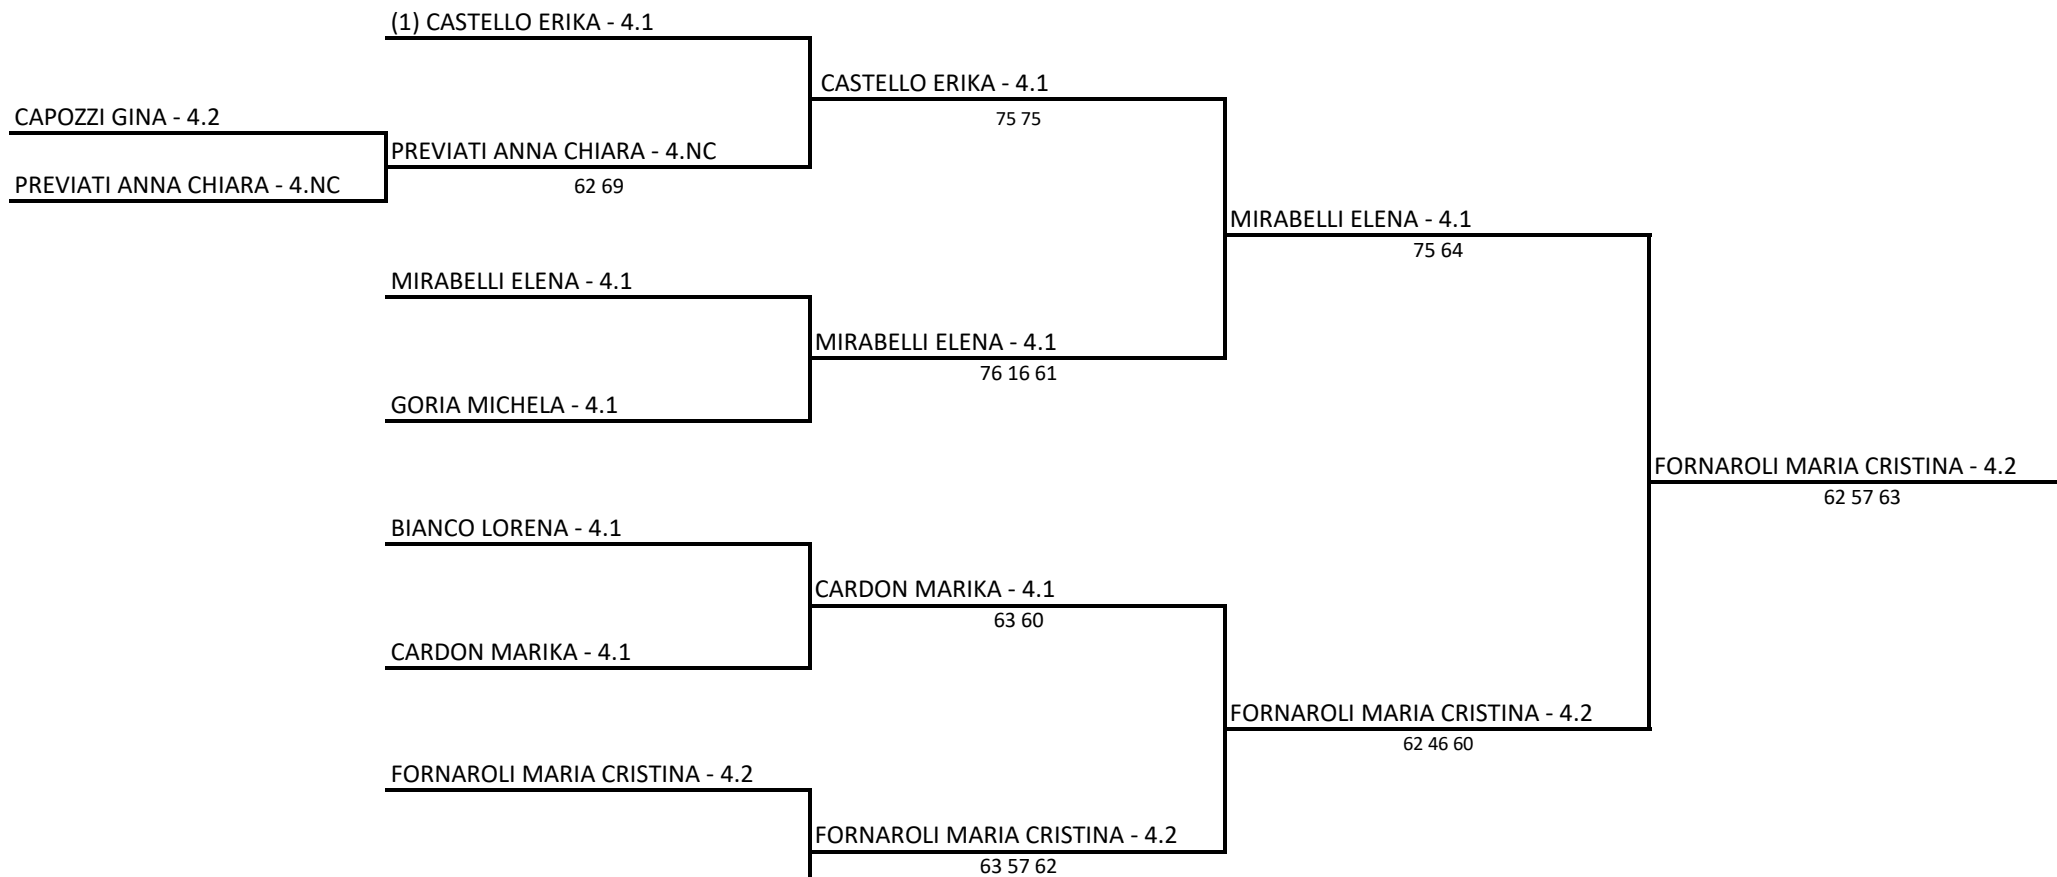 (1) CASTELLO ERIKA - 4.1
CASTELLO ERIKA - 4.1
75 75
CAPOZZI GINA - 4.2
PREVIATI ANNA CHIARA - 4.NC
62 69
PREVIATI ANNA CHIARA - 4.NC
MIRABELLI ELENA - 4.1
75 64
MIRABELLI ELENA - 4.1
MIRABELLI ELENA - 4.1
76 16 61
GORIA MICHELA - 4.1
FORNAROLI MARIA CRISTINA - 4.2
62 57 63
BIANCO LORENA - 4.1
CARDON MARIKA - 4.1
63 60
CARDON MARIKA - 4.1
FORNAROLI MARIA CRISTINA - 4.2
62 46 60
FORNAROLI MARIA CRISTINA - 4.2
FORNAROLI MARIA CRISTINA - 4.2
63 57 62